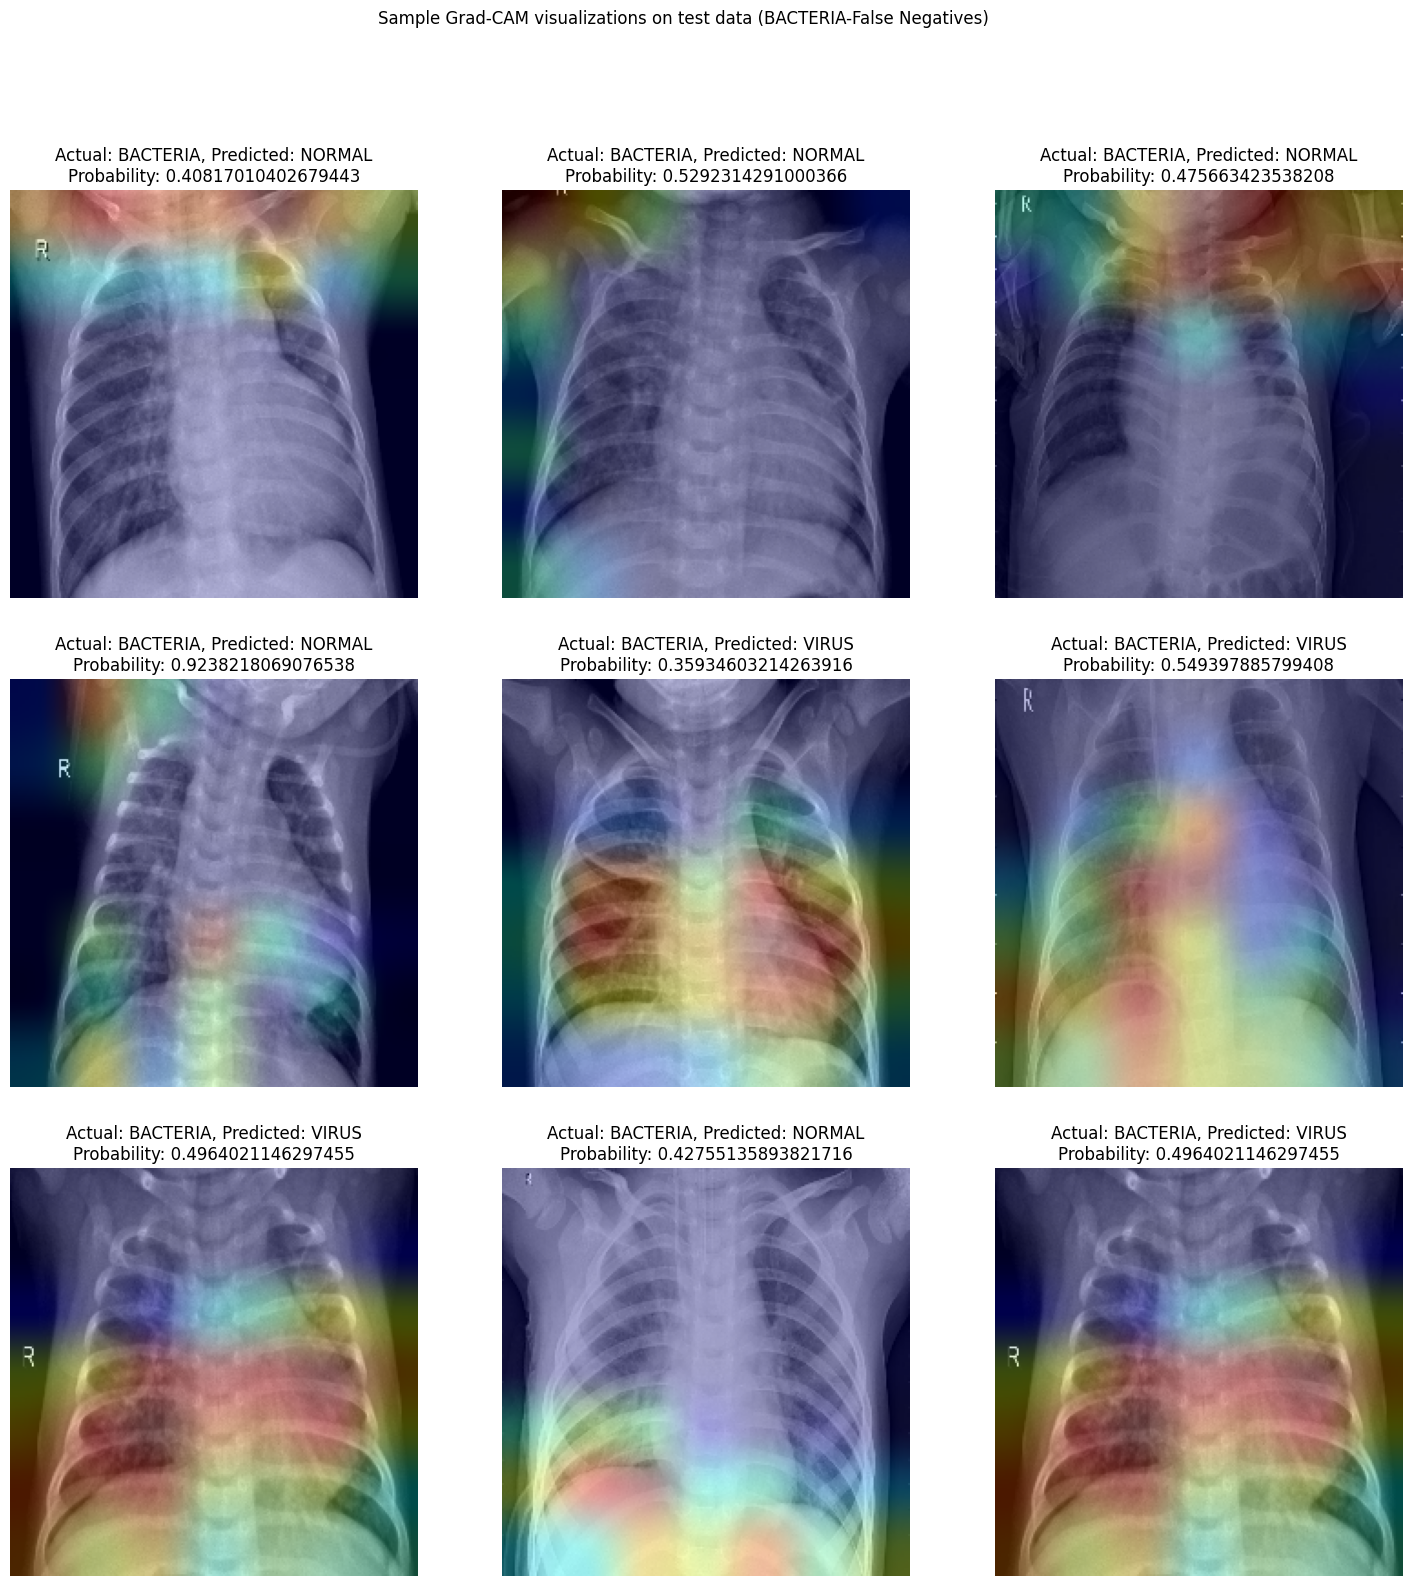 Sample Grad-CAM visualizations on test data (BACTERIA-False Negatives)
Actual: BACTERIA, Predicted: NORMAL
Probability: 0.40817010402679443
Actual: BACTERIA, Predicted: NORMAL
Probability: 0.5292314291000366
Actual: BACTERIA, Predicted: NORMAL
Probability: 0.475663423538208
R
R
Actual: BACTERIA, Predicted: NORMAL
Probability: 0.9238218069076538
Actual: BACTERIA, Predicted: VIRUS
Probability: 0.35934603214263916
Actual: BACTERIA, Predicted: VIRUS
Probability: 0.549397885799408
R
R
Actual: BACTERIA, Predicted: VIRUS
Probability: 0.4964021146297455
Actual: BACTERIA, Predicted: NORMAL
Probability: 0.42755135893821716
Actual: BACTERIA, Predicted: VIRUS
Probability: 0.4964021146297455
R
R